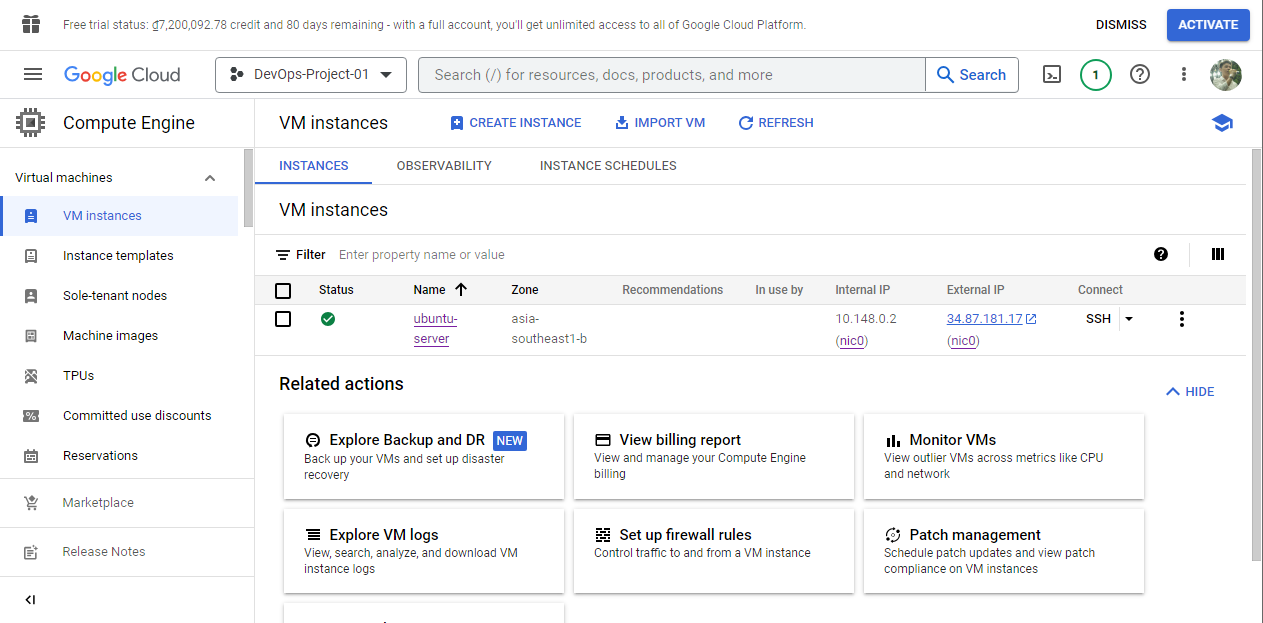 Free trial status: ₫7,200,092.78 credit and 80 days remaining - with a full account, you'll get unlimited access to all of Google Cloud Platform.
DISMISS
ACTIVATE
Google Cloud
DevOps-Project-01
Search (/) for resources, docs, products, and more
Search
1
Compute Engine
VM instances
CREATE INSTANCE
IMPORT VM
REFRESH
Virtual machines
VM instances
Instance templates
Sole-tenant nodes
Machine images
TPUs
Committed use discounts
Reservations
Marketplace
Release Notes
INSTANCES
OBSERVABILITY
INSTANCE SCHEDULES
VM instances
Filter
Enter property name or value
Status
Name
Zone
Recommendations
In use by
Internal IP
External IP
Connect
ubuntu-
server
asia-
southeast1-b
10.148.0.2
(nic0)
34.87.181.17
(nic0)
SSH
Related actions
HIDE
Explore Backup and DR NEW
Back up your VMs and set up disaster
recovery
View billing report
View and manage your Compute Engine
billing
Monitor VMs
View outlier VMs across metrics like CPU
and network
Explore VM logs
View, search, analyze, and download VM
instance logs
Set up firewall rules
Control traffic to and from a VM instance
Patch management
Schedule patch updates and view patch
compliance on VM instances